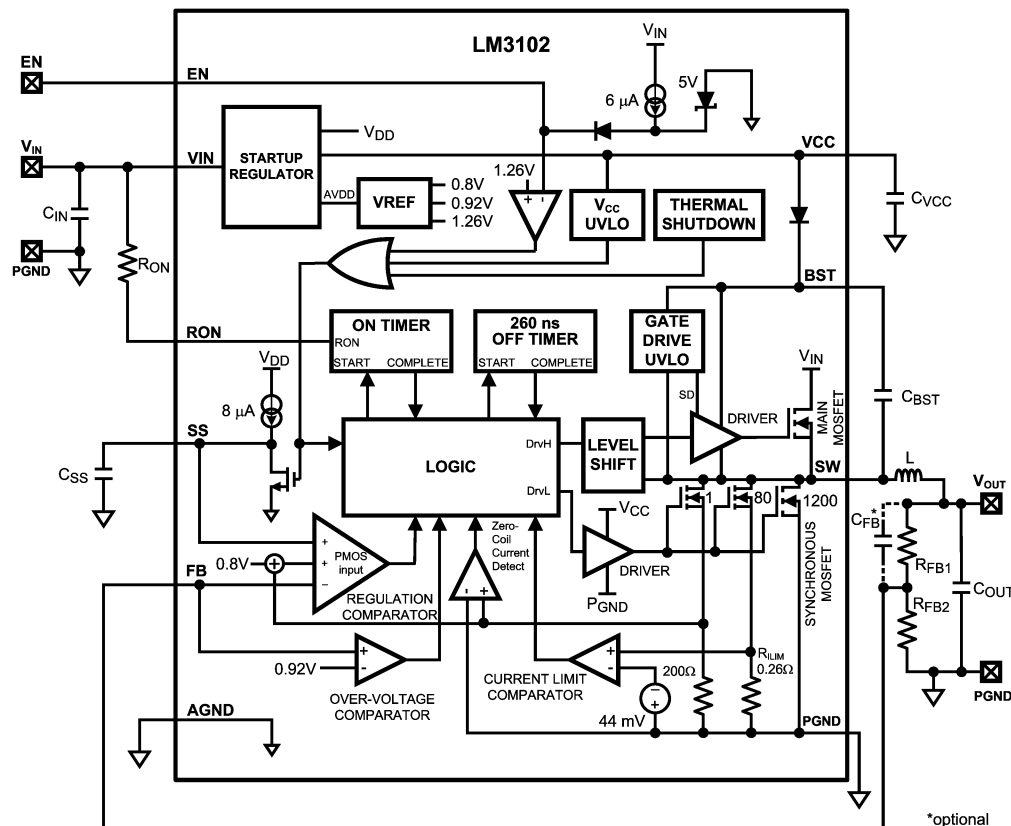 LM3102
EN
EN
VIN
6 µA
5V
VDD
VIN
VIN
STARTUP
REGULATOR
VCC
AVDD
VREF
0.8V
0.92V
1.26V
1.26V
+ -
VCC
UVLO
THERMAL
SHUTDOWN
CIN
CVCC
PGND
RON
BST
RON
ON TIMER
RON
START COMPLETE
260 ns
OFF TIMER
START COMPLETE
GATE
DRIVE
UVLO
VIN
VDD
8 µA
SD
DRIVER
MAIN
MOSFET
CBST
SS
CSS
LOGIC
DrvH
DrvL
LEVEL
SHIFT
SW
L
VOUT
1
80
1200
CFB*
RFB1
RFB2
COUT
VCC
DRIVER
PGND
SYNCHRONOUS
MOSFET
Zero-
Coil
Current
Detect
- +
0.8V
+
+
+
-
PMOS
input
REGULATION
COMPARATOR
FB
0.92V
+
-
OVER-VOLTAGE
COMPARATOR
+
-
CURRENT LIMIT
COMPARATOR
200Ω
RILIM
0.26Ω
-
+
44 mV
PGND
PGND
AGND
*optional